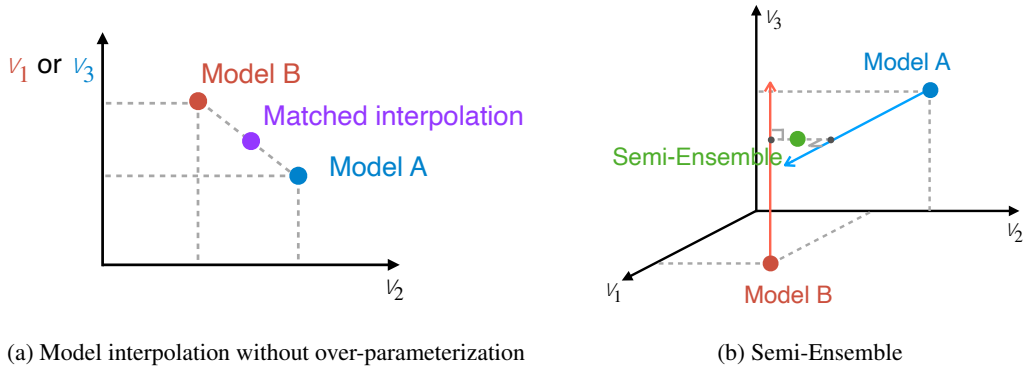 V₁ or V₃
Model B
Matched interpolation
Model A
V₂
(a) Model interpolation without over-parameterization
V₃
Model A
Semi-Ensemble
V₂
V₁
Model B
(b) Semi-Ensemble